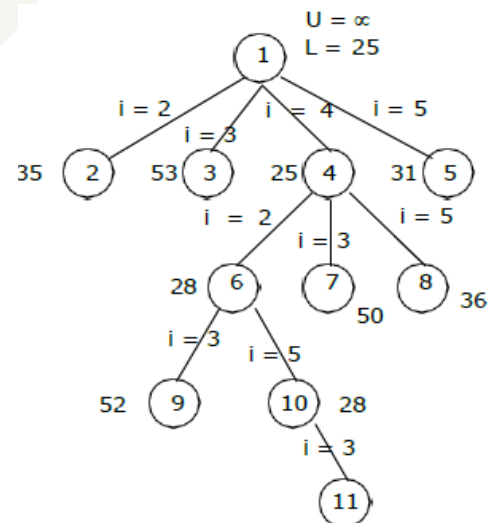 U = ∞
L = 25
1
i = 2
i = 3
i = 4
i = 5
35
2
53
3
25
4
31
5
i = 2
i = 3
i = 5
28
6
7
50
8
36
i = 3
i = 5
52
9
10
28
i = 3
11